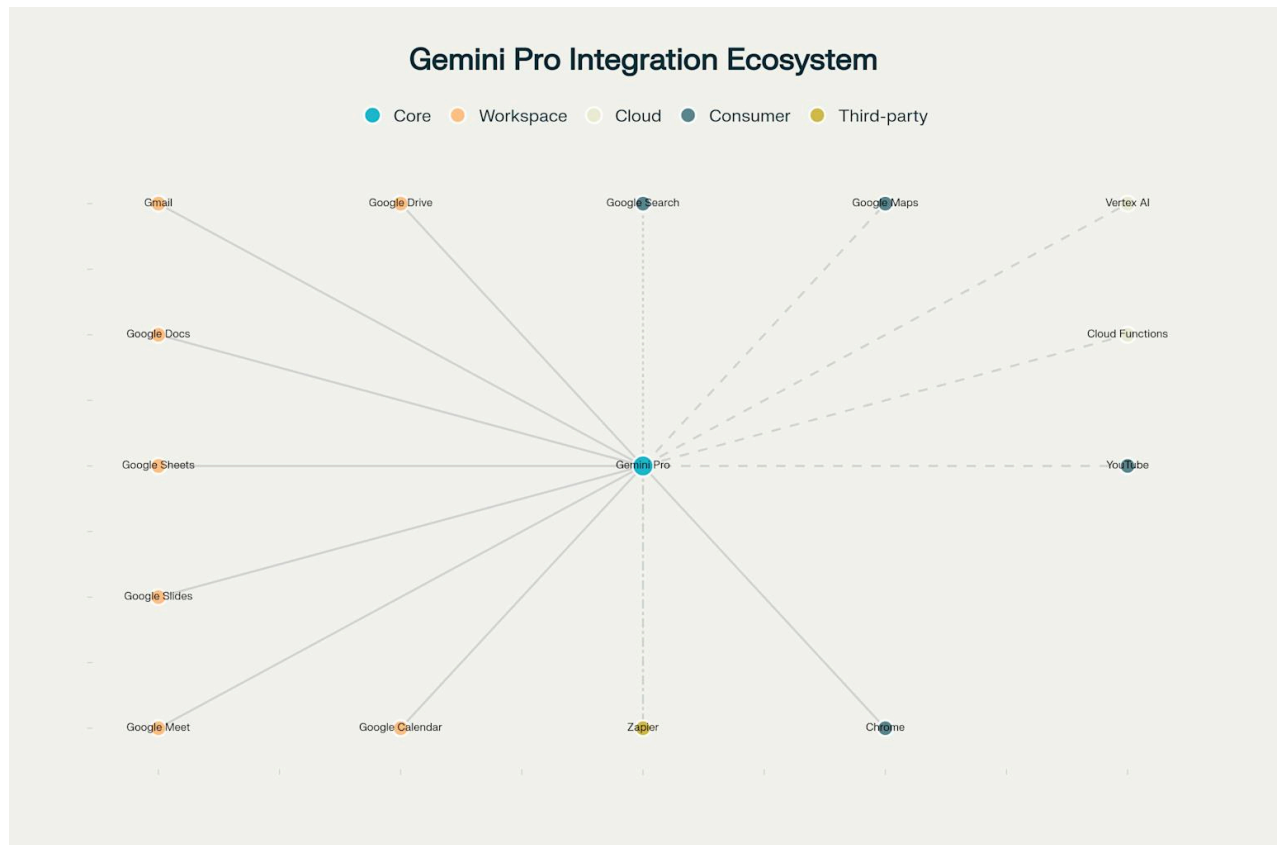 Gemini Pro Integration Ecosystem
Core Workspace Cloud Consumer Third-party
Gmail Google Drive Google Search Google Maps Vertex AI
Google Docs Cloud Functions
Google Sheets Gemini Pro YouTube
Google Slides
Google Meet Google Calendar Zapier Chrome